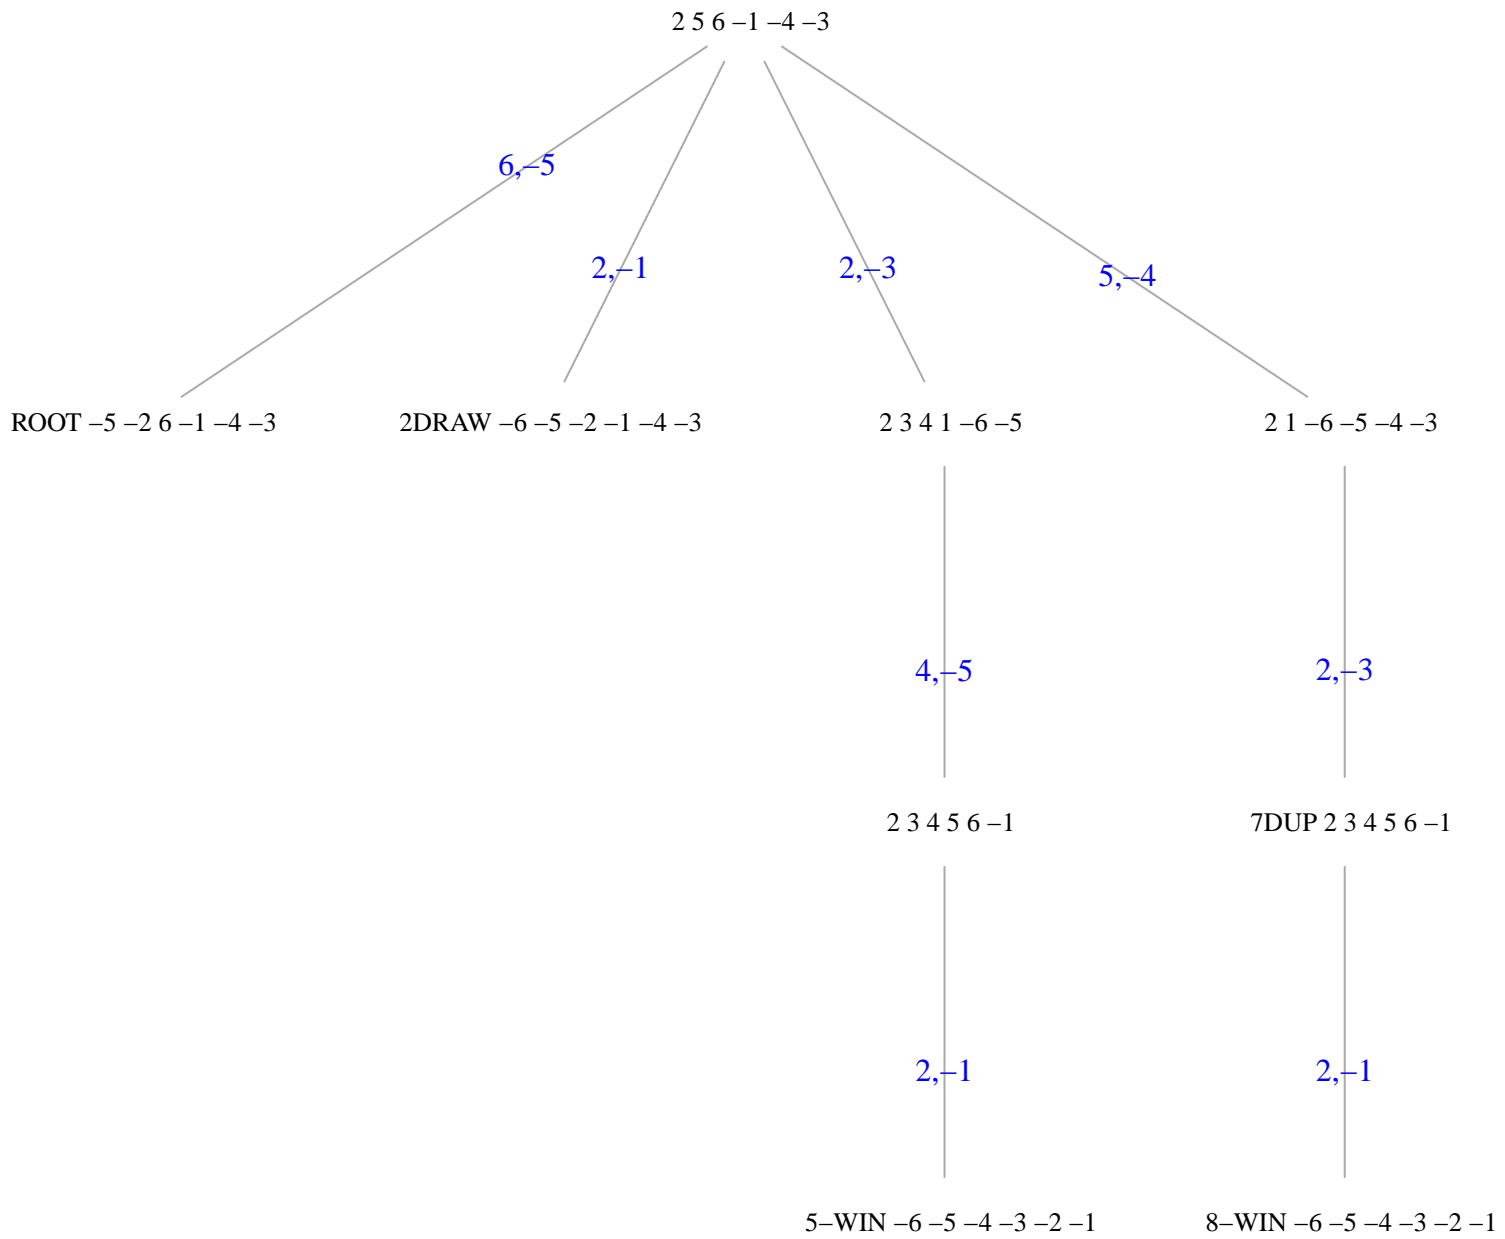 2 5 6 –1 –4 –3
6,–5
2,–1
2,–3
5,–4
ROOT –5 –2 6 –1 –4 –3
2DRAW –6 –5 –2 –1 –4 –3
2 3 4 1 –6 –5
2 1 –6 –5 –4 –3
4,–5
2,–3
2 3 4 5 6 –1
7DUP 2 3 4 5 6 –1
2,–1
2,–1
5–WIN –6 –5 –4 –3 –2 –1
8–WIN –6 –5 –4 –3 –2 –1